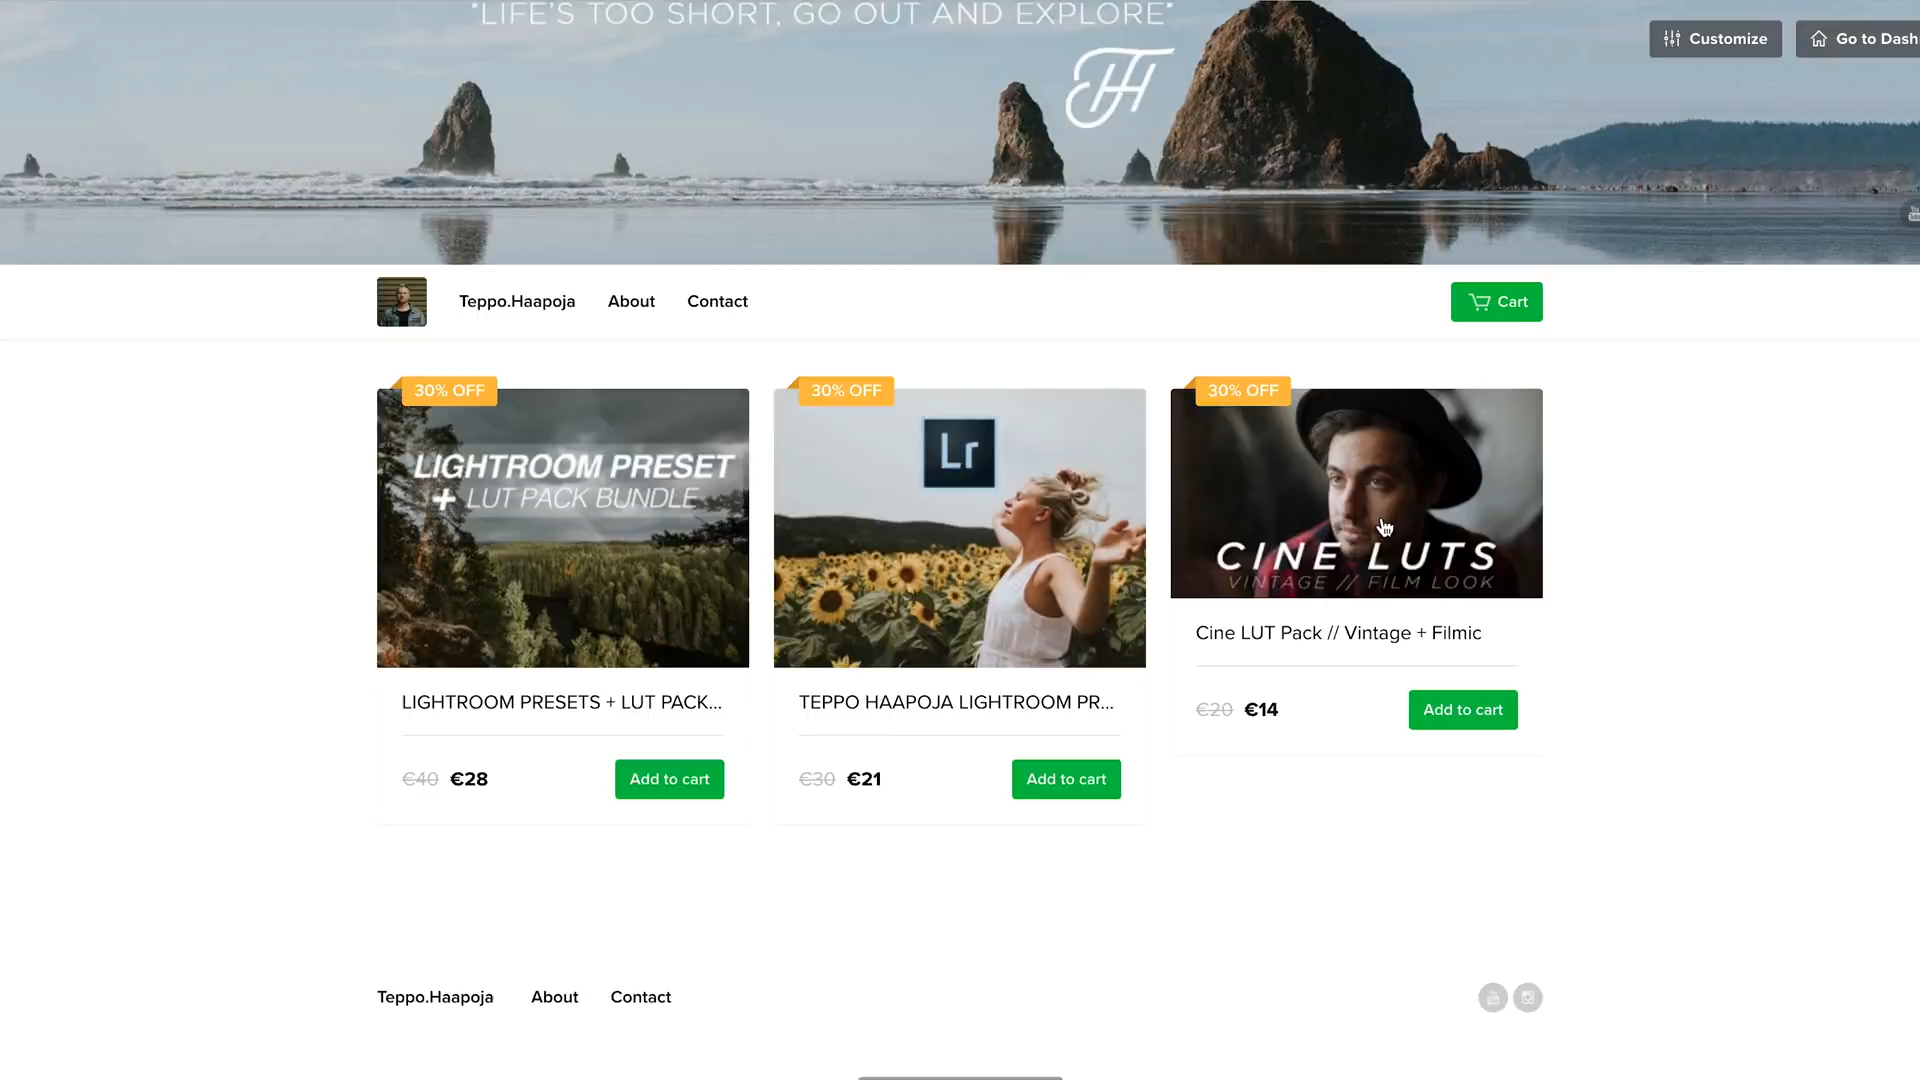 "LIFE'S TOO SHORT, GO OUT AND EXPLORE"
Customize
Go to Dash
Teppo.Haapoja
About
Contact
Cart
30% OFF
LIGHTROOM PRESET
+ LUT PACK BUNDLE
LIGHTROOM PRESETS + LUT PACK...
€40 €28
Add to cart
30% OFF
Lr
TEPPO HAAPOJA LIGHTROOM PR...
€30 €21
Add to cart
30% OFF
CINE LUTS
VINTAGE // FILM LOOK
Cine LUT Pack // Vintage + Filmic
€20 €14
Add to cart
Teppo.Haapoja
About
Contact